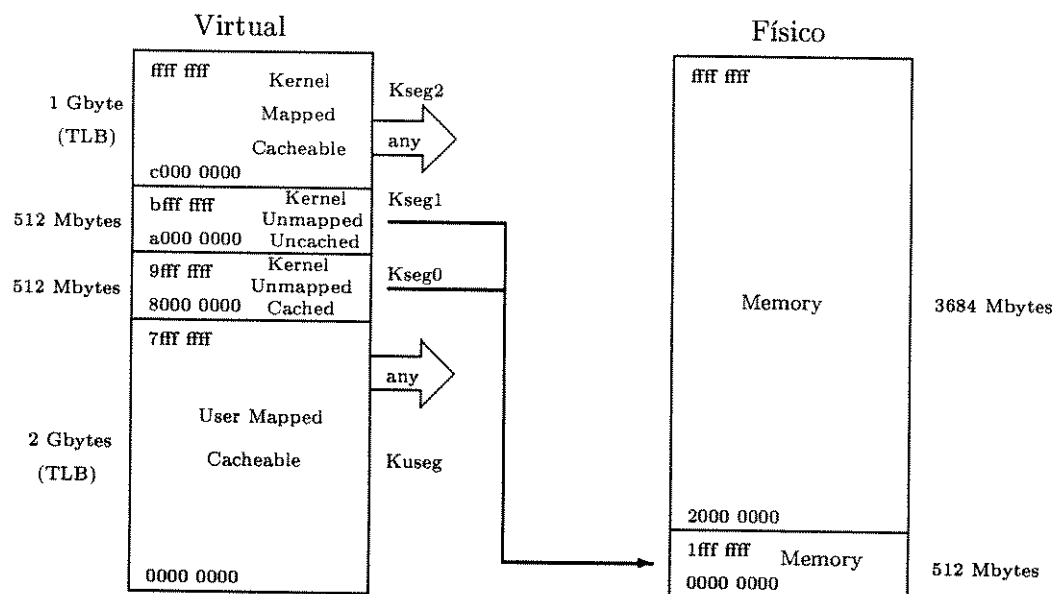 Virtual
Físico
1 Gbyte
(TLB)
ffff ffff
Kernel
Mapped
Cacheable
c000 0000
Kseg2
any
512 Mbytes
bfff ffff
a000 0000
Kernel
Unmapped
Uncached
Kseg1
512 Mbytes
9fff ffff
8000 0000
Kernel
Unmapped
Cached
Kseg0
2 Gbytes
(TLB)
7fff ffff
any
User Mapped
Cacheable
Kuseg
0000 0000
ffff ffff
Memory
3684 Mbytes
2000 0000
1fff ffff
Memory
0000 0000
512 Mbytes